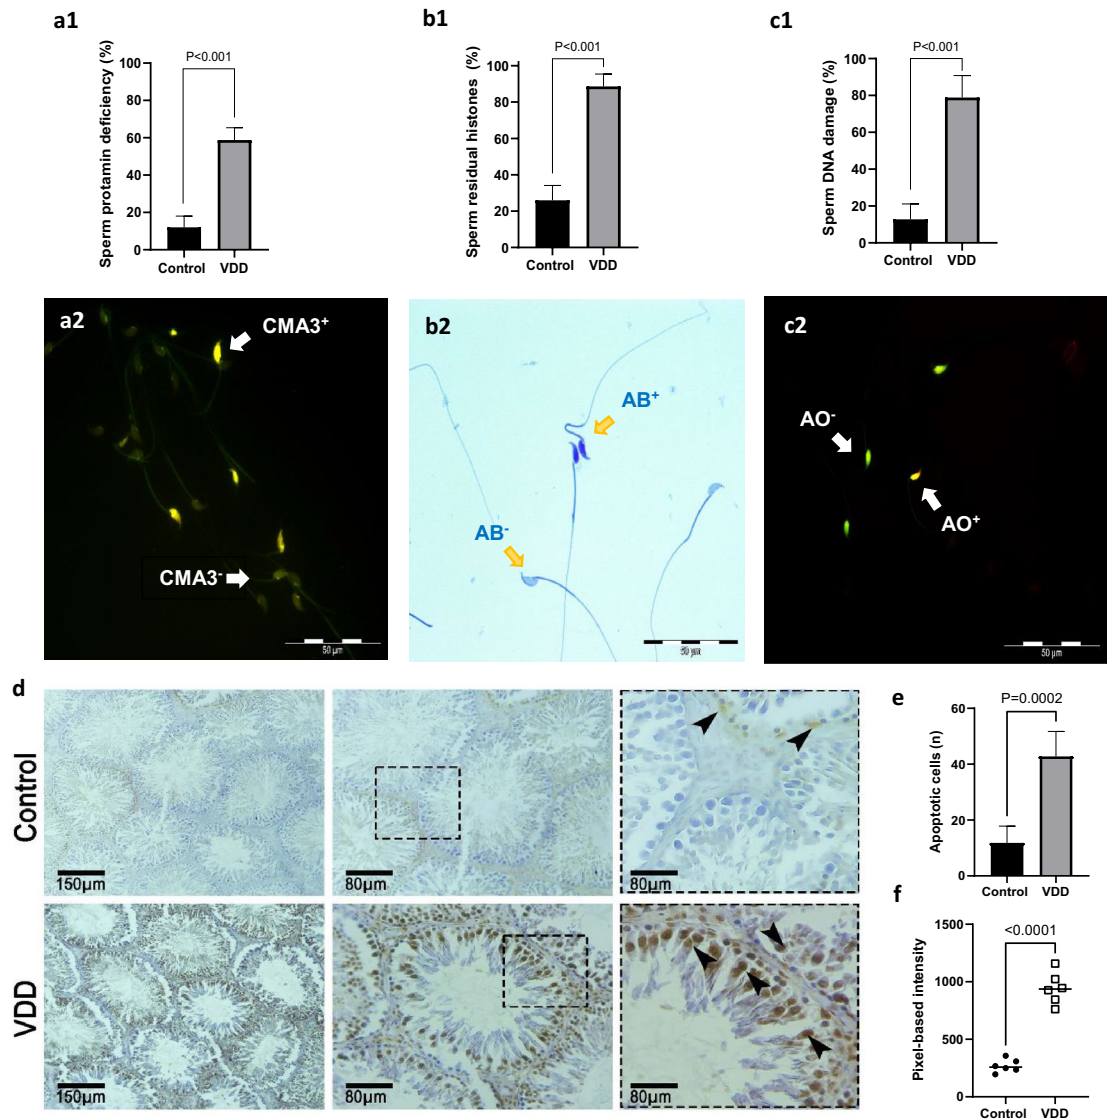 a1
Sperm protamin deficiency (%)
P<0.001
100
80
60
40
20
0
Control VDD
b1
Sperm residual histones (%)
P<0.001
100
80
60
40
20
0
Control VDD
c1
Sperm DNA damage (%)
P<0.001
100
80
60
40
20
0
Control VDD
a2
CMA3+
CMA3-
50 µm
b2
AB+
AB-
50 µm
c2
AO-
AO+
50 µm
d
Control
150µm
80µm
80µm
VDD
150µm
80µm
80µm
e
Apoptotic cells (n)
P=0.0002
60
40
20
0
Control VDD
f
Pixel-based intensity
<0.0001
1500
1000
500
0
Control VDD